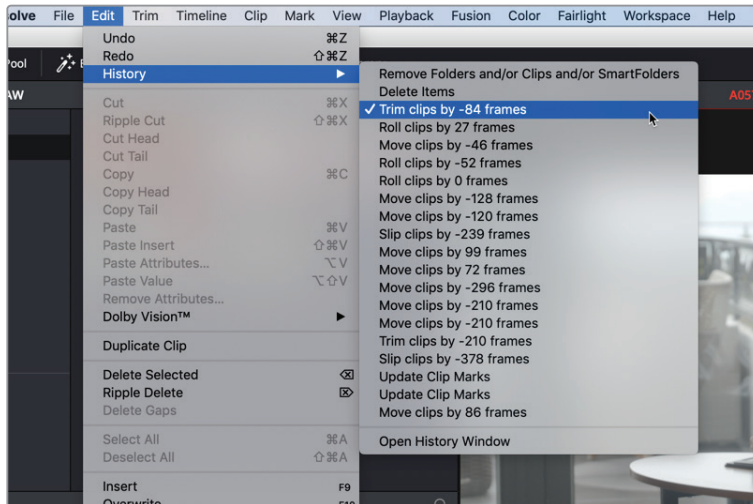 olve File Edit Trim Timeline Clip Mark View Playback Fusion Color Fairlight Workspace Help
Undo ⌘Z
Redo ⇧⌘Z
History
ool
AW
A05
Cut ⌘X
Ripple Cut ⇧⌘X
Cut Head
Cut Tail
Copy ⌘C
Copy Head
Copy Tail
Paste ⌘V
Paste Insert ⇧⌘V
Paste Attributes... ⌥V
Paste Value ⌥⇧V
Remove Attributes...
Dolby Vision™
Duplicate Clip
Delete Selected ⌫
Ripple Delete ⌦
Delete Gaps
Select All ⌘A
Deselect All ⇧⌘A
Insert F9
Overwrite F10
Remove Folders and/or Clips and/or SmartFolders
Delete Items
✓ Trim clips by -84 frames
Roll clips by 27 frames
Move clips by -46 frames
Roll clips by -52 frames
Roll clips by 0 frames
Move clips by -128 frames
Move clips by -120 frames
Slip clips by -239 frames
Move clips by 99 frames
Move clips by 72 frames
Move clips by -296 frames
Move clips by -210 frames
Move clips by -210 frames
Trim clips by -210 frames
Slip clips by -378 frames
Update Clip Marks
Update Clip Marks
Move clips by 86 frames
Open History Window